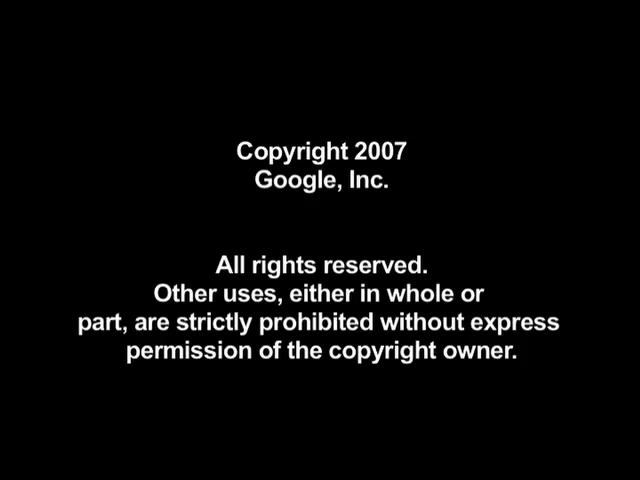 Copyright 2007
Google, Inc.
All rights reserved.
Other uses, either in whole or
part, are strictly prohibited without express
permission of the copyright owner.